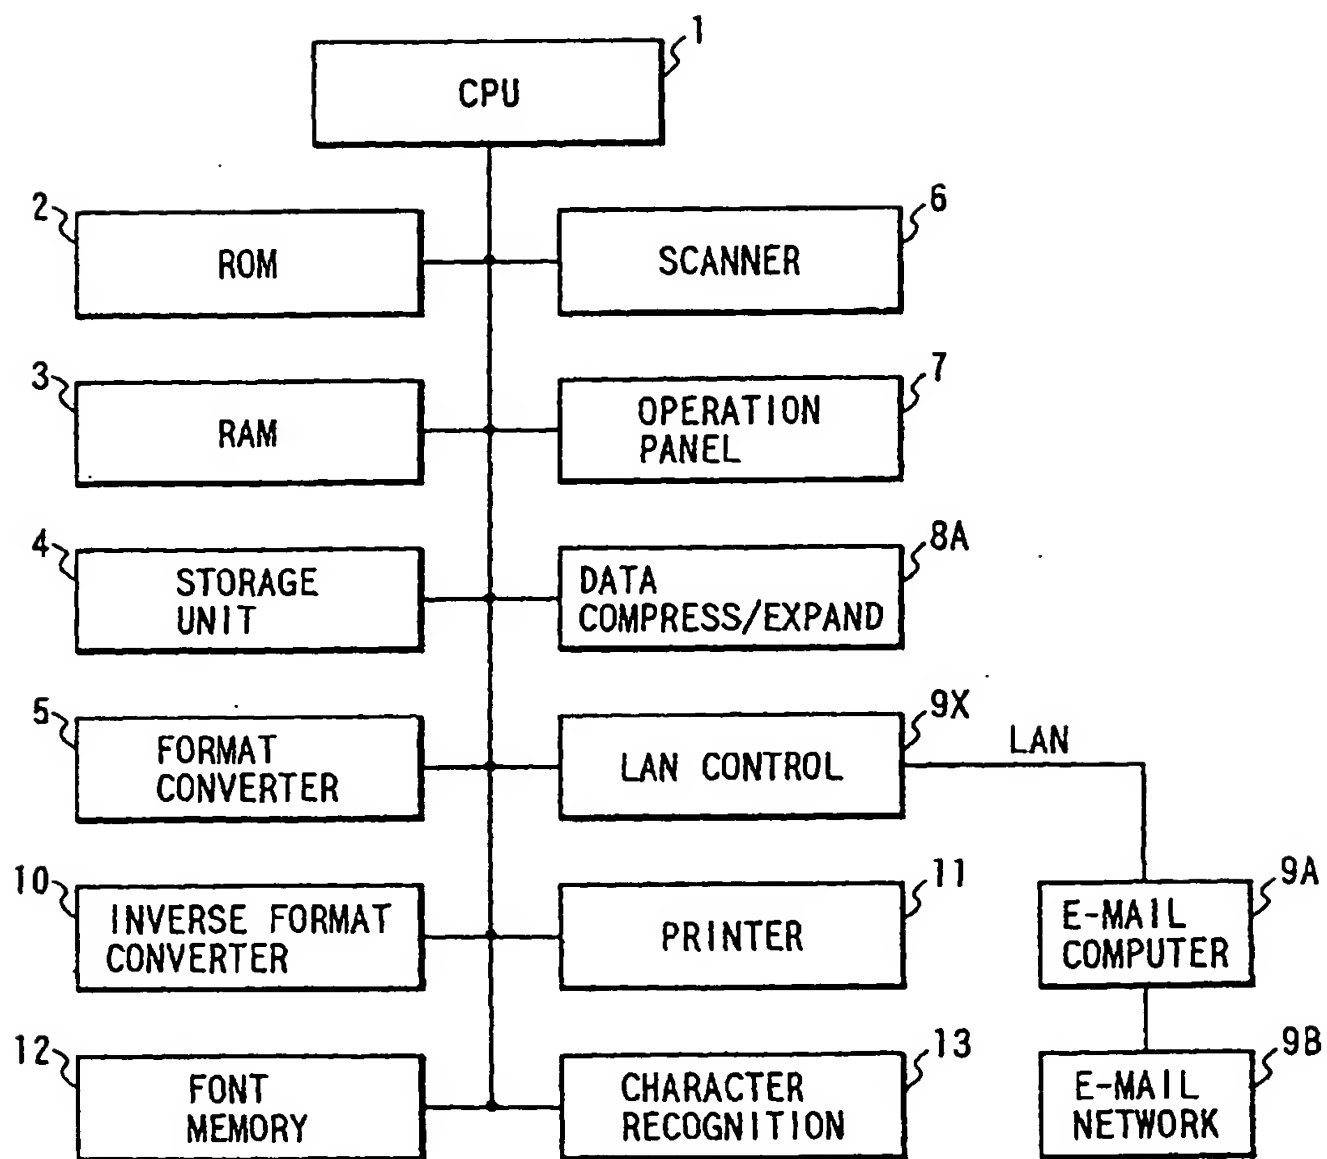 1
CPU
2
ROM
6
SCANNER
3
RAM
7
OPERATION
PANEL
4
STORAGE
UNIT
8A
DATA
COMPRESS/EXPAND
5
FORMAT
CONVERTER
9X
LAN CONTROL
LAN
10
INVERSE FORMAT
CONVERTER
11
PRINTER
9A
E-MAIL
COMPUTER
12
FONT
MEMORY
13
CHARACTER
RECOGNITION
9B
E-MAIL
NETWORK